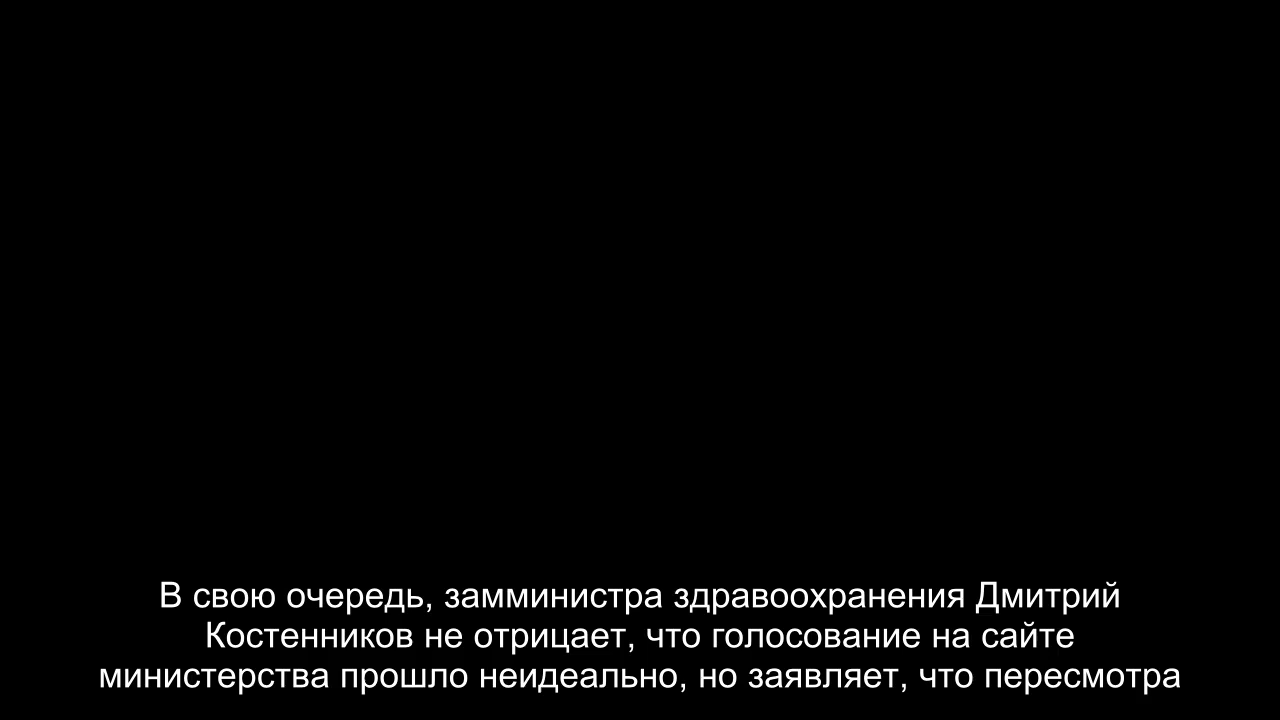 В свою очередь, замминистра здравоохранения Дмитрий
Костенников не отрицает, что голосование на сайте
министерства прошло неидеально, но заявляет, что пересмотра